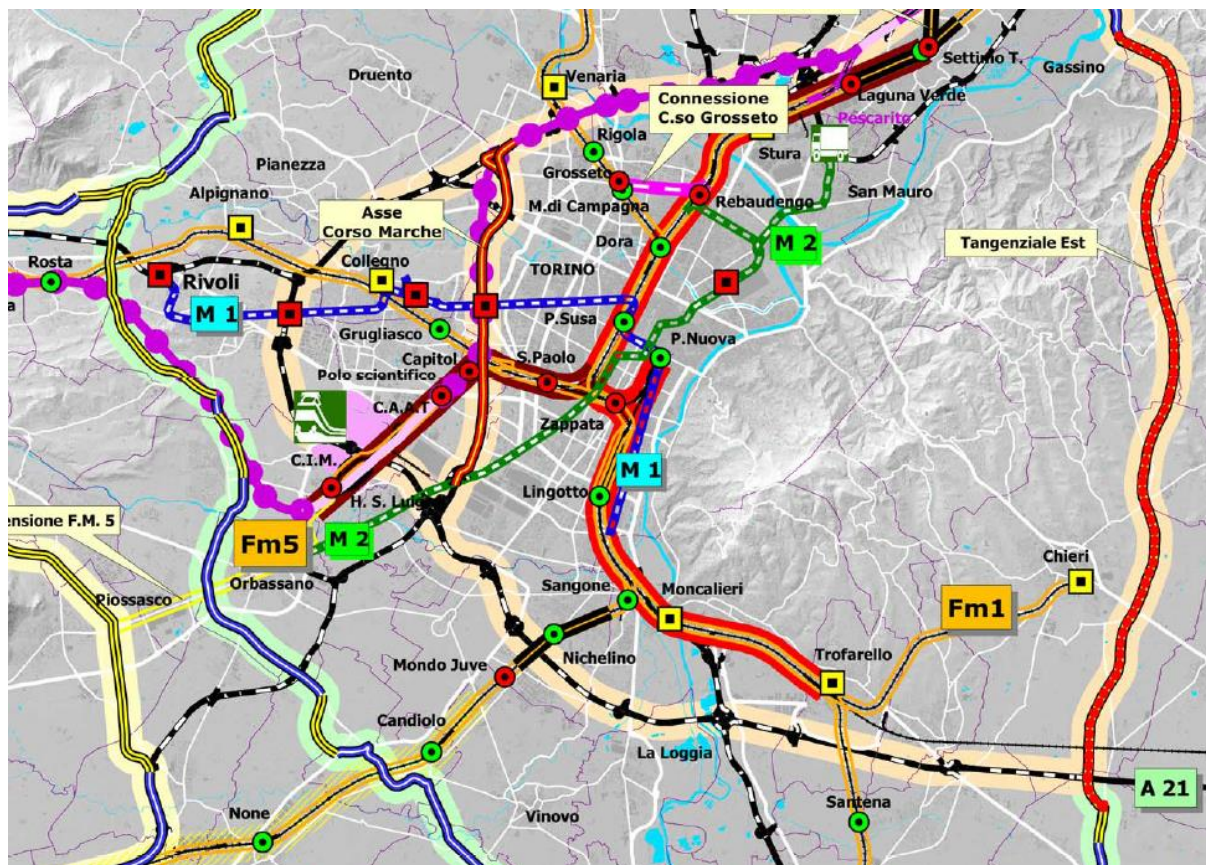 Settimo T.
Gassino
Druento
Venaria
Laguna Verde
Connessione
C.so Grosseto
Pescarito
Rigola
Stura
Pianezza
Grosseto
Alpignano
San Mauro
M.di Campagna
Rebaudengo
Asse
Corso Marche
Dora
M 2
Tangenziale Est
Rosta
Collegno
TORINO
Rivoli
M 1
P.Susa
Grugliasco
P.Nuova
Capitol
S.Paolo
Polo scientifico
C.A.A.T
Zappata
C.I.M.
M 1
Lingotto
H. S. Luigi
ensione F.M. 5
Fm5
M 2
Chieri
Orbassano
Sangone
Moncalieri
Piossasco
Fm1
Nichelino
Trofarello
Mondo Juve
Candiolo
La Loggia
A 21
Santena
None
Vinovo